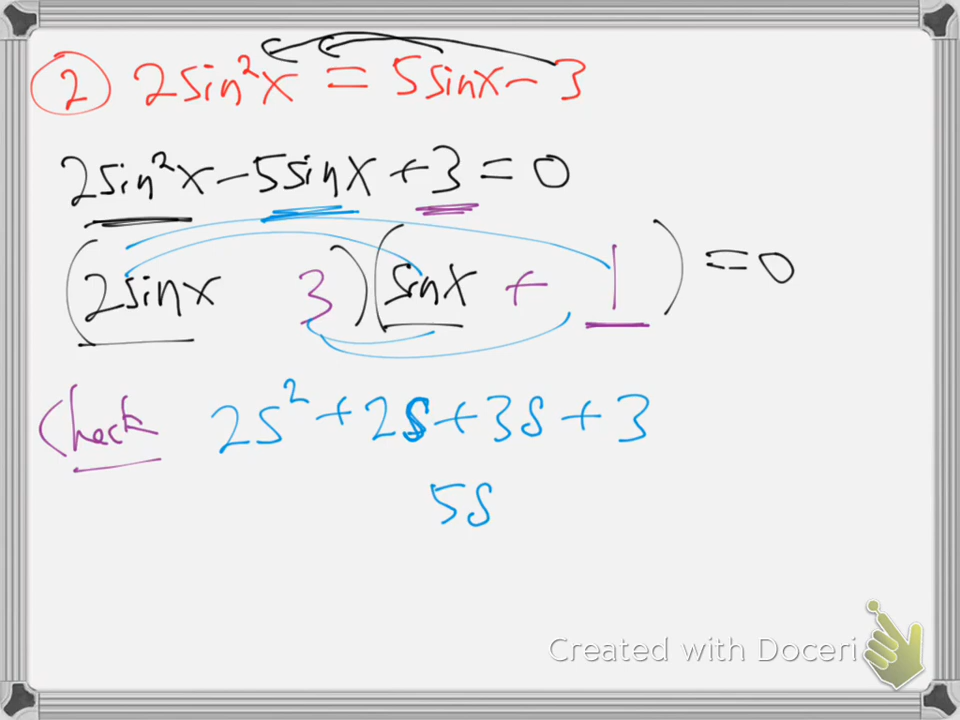 2 2sin²x = 5sinx - 3
2sin²x - 5sinx + 3 = 0
(2sinx 3)(sinx + 1) = 0
Check 2s² + 2s + 3s + 3
5s
Created with Doceri